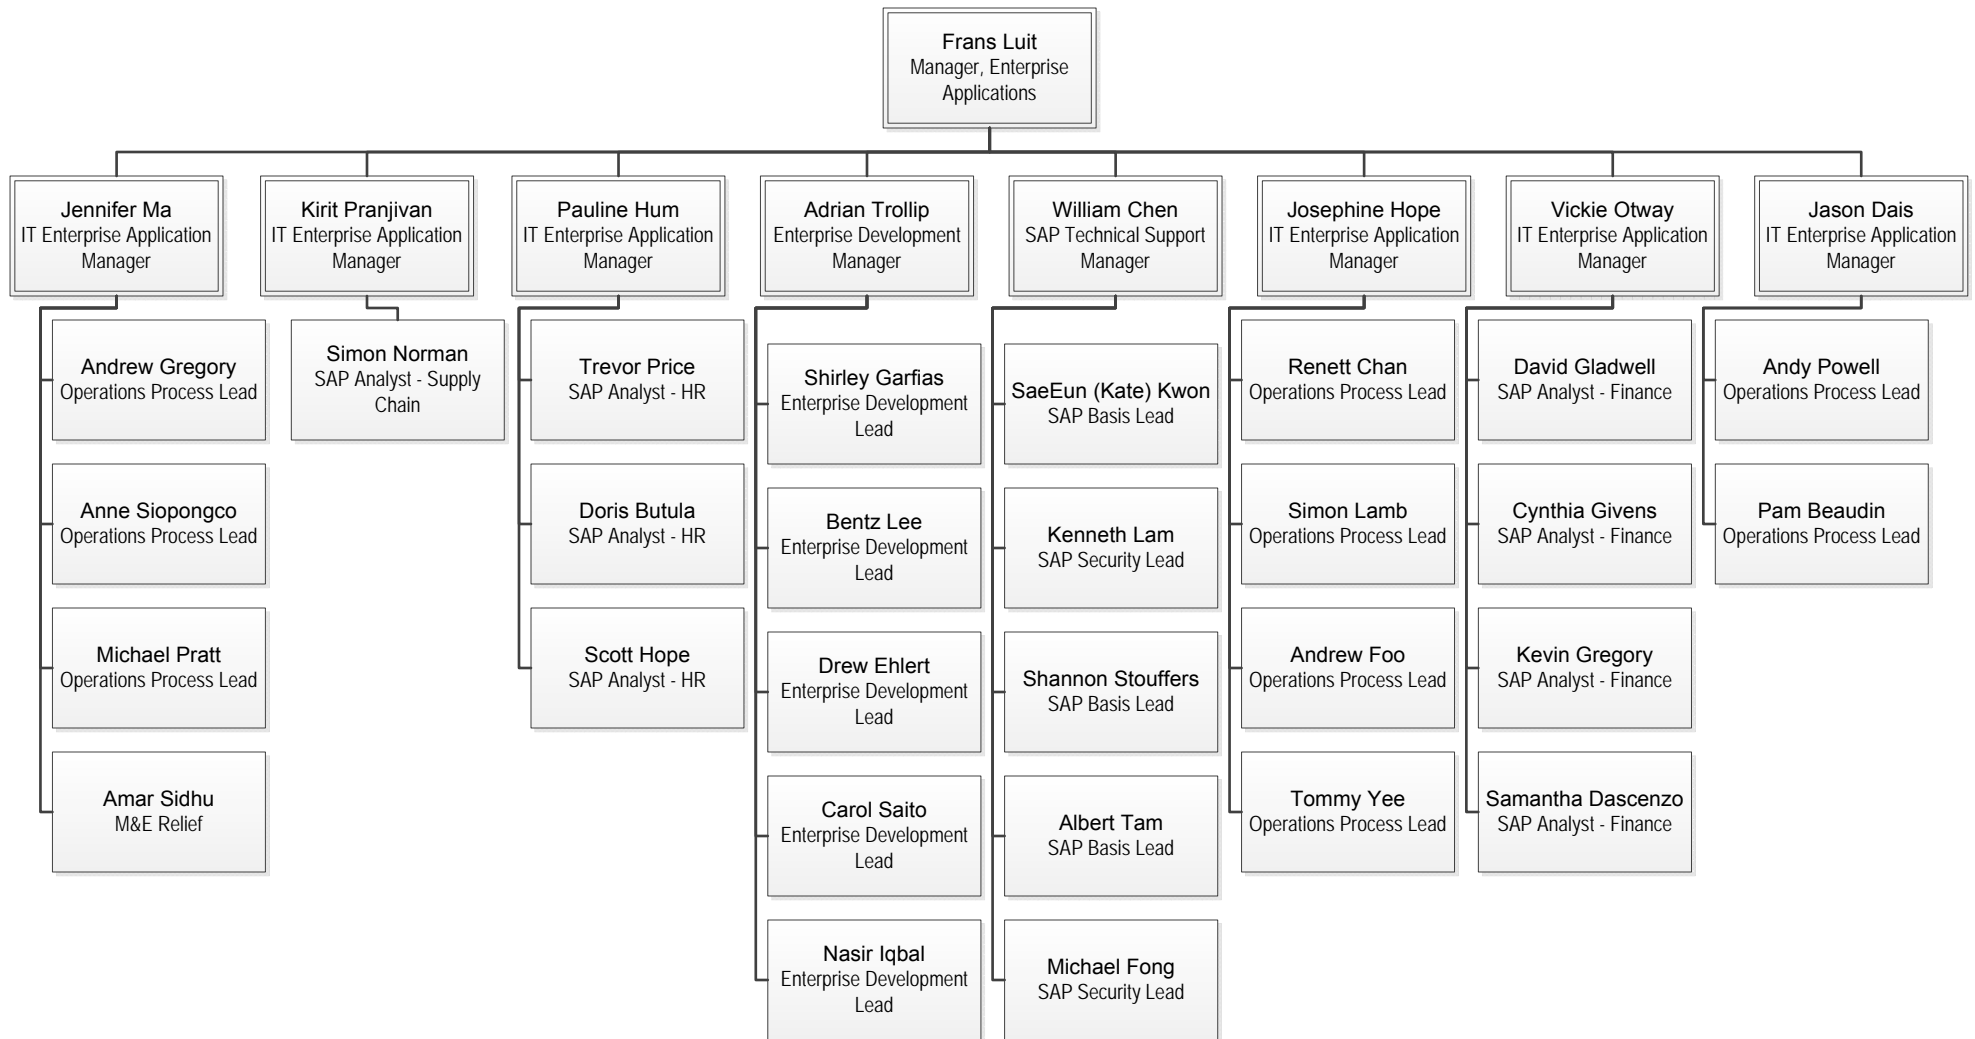 Frans Luit
Manager, Enterprise
Applications
Jennifer Ma
IT Enterprise Application
Manager
Kirit Pranjivan
IT Enterprise Application
Manager
Pauline Hum
IT Enterprise Application
Manager
Adrian Trollip
Enterprise Development
Manager
William Chen
SAP Technical Support
Manager
Josephine Hope
IT Enterprise Application
Manager
Vickie Otway
IT Enterprise Application
Manager
Jason Dais
IT Enterprise Application
Manager
Andrew Gregory
Operations Process Lead
Anne Siopongco
Operations Process Lead
Michael Pratt
Operations Process Lead
Amar Sidhu
M&E Relief
Simon Norman
SAP Analyst - Supply
Chain
Trevor Price
SAP Analyst - HR
Doris Butula
SAP Analyst - HR
Scott Hope
SAP Analyst - HR
Shirley Garfias
Enterprise Development
Lead
Bentz Lee
Enterprise Development
Lead
Drew Ehlert
Enterprise Development
Lead
Carol Saito
Enterprise Development
Lead
Nasir Iqbal
Enterprise Development
Lead
SaeEun (Kate) Kwon
SAP Basis Lead
Kenneth Lam
SAP Security Lead
Shannon Stouffers
SAP Basis Lead
Albert Tam
SAP Basis Lead
Michael Fong
SAP Security Lead
Renett Chan
Operations Process Lead
Simon Lamb
Operations Process Lead
Andrew Foo
Operations Process Lead
Tommy Yee
Operations Process Lead
David Gladwell
SAP Analyst - Finance
Cynthia Givens
SAP Analyst - Finance
Kevin Gregory
SAP Analyst - Finance
Samantha Dascenzo
SAP Analyst - Finance
Andy Powell
Operations Process Lead
Pam Beaudin
Operations Process Lead